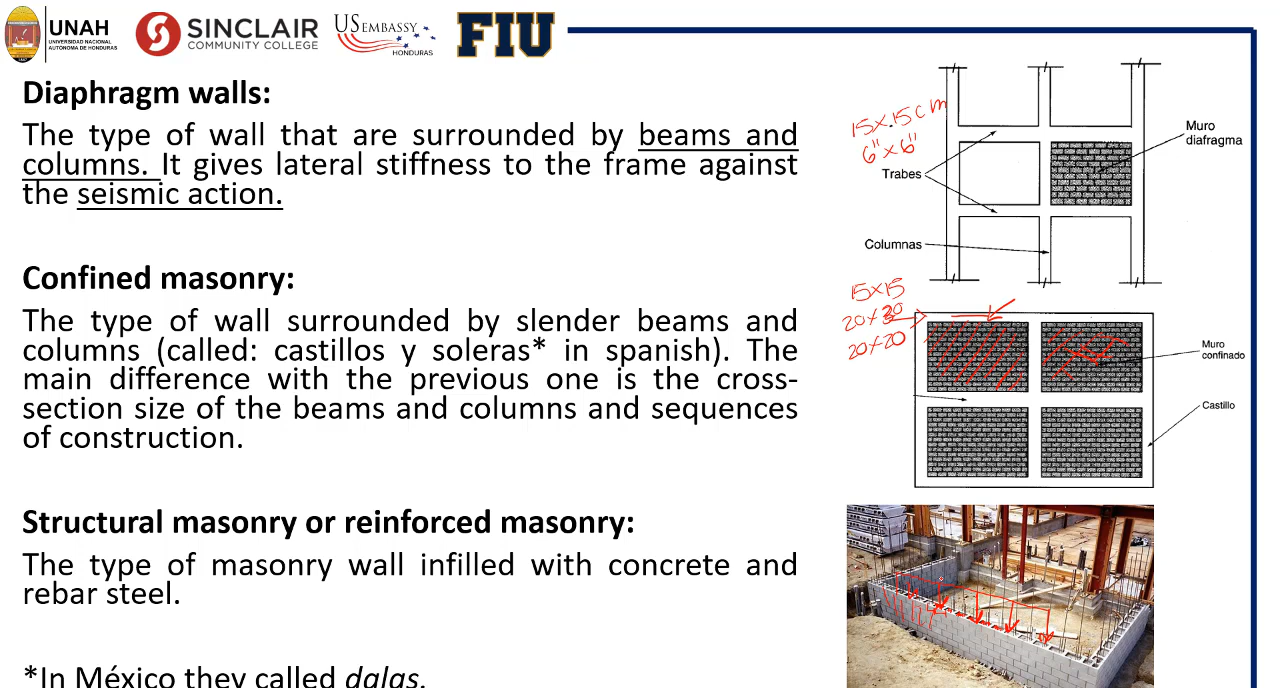 UNAH
UNIVERSIDAD NACIONAL
AUTÓNOMA DE HONDURAS
SINCLAIR
COMMUNITY COLLEGE
US EMBASSY
HONDURAS
FIU
Diaphragm walls:
The type of wall that are surrounded by beams and
columns. It gives lateral stiffness to the frame against
the seismic action.
15x15cm
6"x6"
Trabes
Muro
diafragma
Columnas
Confined masonry:
The type of wall surrounded by slender beams and
columns (called: castillos y soleras* in spanish). The
main difference with the previous one is the cross-
section size of the beams and columns and sequences
of construction.
15x15
20x20
Muro
confinado
Castillo
Structural masonry or reinforced masonry:
The type of masonry wall infilled with concrete and
rebar steel.
*In México they called dalas.